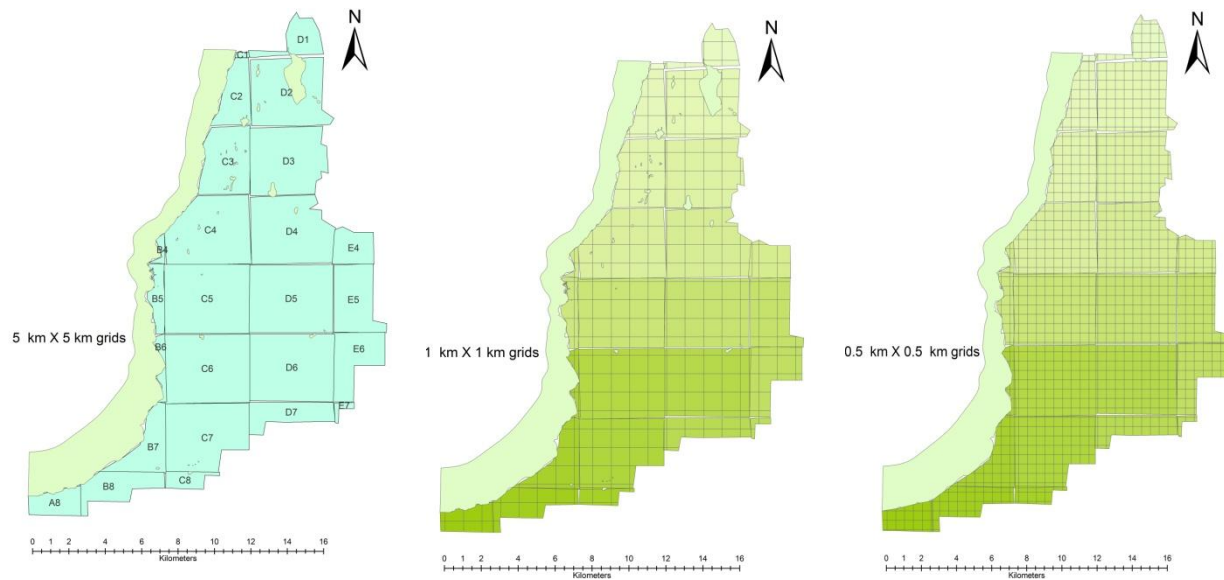 N
D1
C1
C2
D2
C3
D3
C4
D4
B4
E4
B5
C5
D5
E5
5 km X 5 km grids
B6
E6
C6
D6
E7
D7
B7
C7
C8
B8
A8
0 1 2 4 6 8 10 12 14 16
Kilometers
N
1 km X 1 km grids
0 1 2 4 6 8 10 12 14 16
Kilometers
N
0.5 km X 0.5 km grids
0 1 2 4 6 8 10 12 14 16
Kilometers